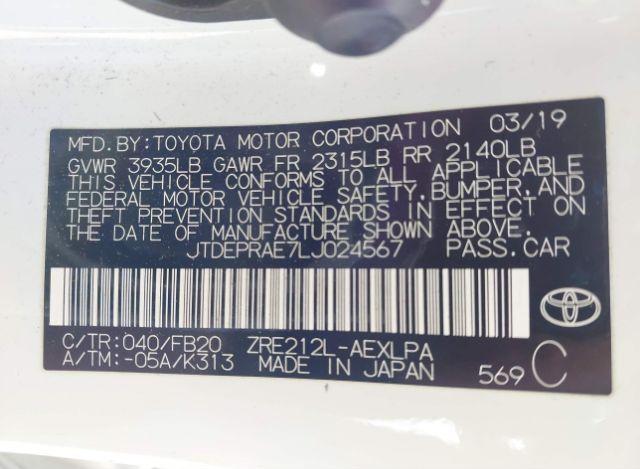 MFD.BY:TOYOTA MOTOR CORPORATION 03/19
GVWR 3935LB GAWR FR 2315LB RR 2140LB
THIS VEHICLE CONFORMS TO ALL APPLICABLE
FEDERAL MOTOR VEHICLE SAFETY,BUMPER,AND
THEFT PREVENTION STANDARDS IN EFFECT ON
THE DATE OF MANUFACTURE SHOWN ABOVE.
JTDEPRAE7LJ024567 PASS.CAR
C/TR:040/FB20 ZRE212L-AEXLPA
A/TM:-05A/K313 MADE IN JAPAN 569 C